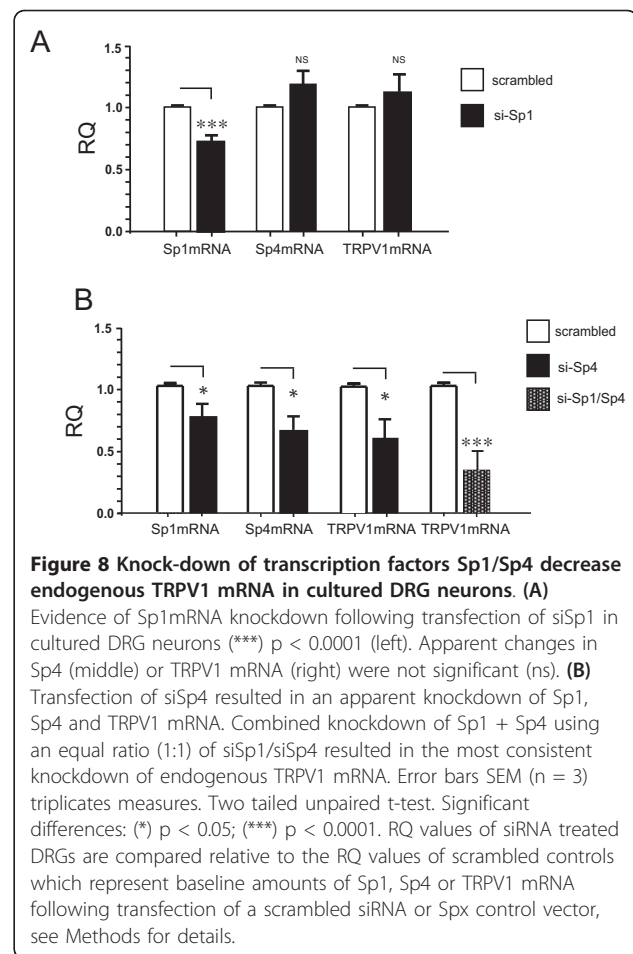 A
1.5
1.0
0.5
0.0
RQ
NS
NS
***
scrambled
si-Sp1
Sp1mRNA Sp4mRNA TRPV1mRNA
B
1.5
1.0
0.5
0.0
RQ
*
*
*
***
scrambled
si-Sp4
si-Sp1/Sp4
Sp1mRNA Sp4mRNA TRPV1mRNA TRPV1mRNA
Figure 8 Knock-down of transcription factors Sp1/Sp4 decrease
endogenous TRPV1 mRNA in cultured DRG neurons. (A)
Evidence of Sp1mRNA knockdown following transfection of siSp1 in
cultured DRG neurons (***) p < 0.0001 (left). Apparent changes in
Sp4 (middle) or TRPV1 mRNA (right) were not significant (ns). (B)
Transfection of siSp4 resulted in an apparent knockdown of Sp1,
Sp4 and TRPV1 mRNA. Combined knockdown of Sp1 + Sp4 using
an equal ratio (1:1) of siSp1/siSp4 resulted in the most consistent
knockdown of endogenous TRPV1 mRNA. Error bars SEM (n = 3)
triplicates measures. Two tailed unpaired t-test. Significant
differences: (*) p < 0.05; (***) p < 0.0001. RQ values of siRNA treated
DRGs are compared relative to the RQ values of scrambled controls
which represent baseline amounts of Sp1, Sp4 or TRPV1 mRNA
following transfection of a scrambled siRNA or Spx control vector,
see Methods for details.